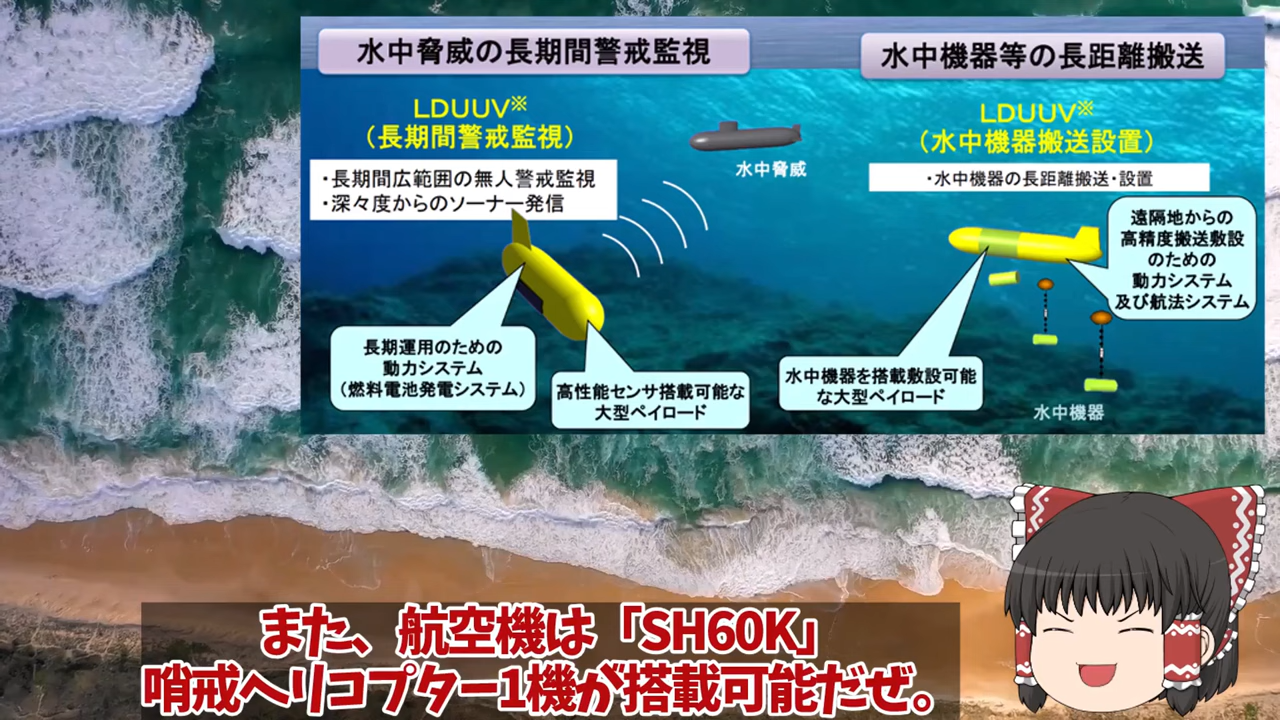 水中脅威の長期間警戒監視
LDUUV※
（長期間警戒監視）
・長期間広範囲の無人警戒監視
・深々度からのソーナー発信
水中脅威
長期運用のための
動力システム
（燃料電池発電システム）
高性能センサ搭載可能な
大型ペイロード
水中機器等の長距離搬送
LDUUV※
（水中機器搬送設置）
・水中機器の長距離搬送・設置
遠隔地からの
高精度搬送敷設
のための
動力システム
及び航法システム
水中機器を搭載敷設可能
な大型ペイロード
水中機器
また、航空機は「SH60K」
哨戒ヘリコプター1機が搭載可能だぜ。